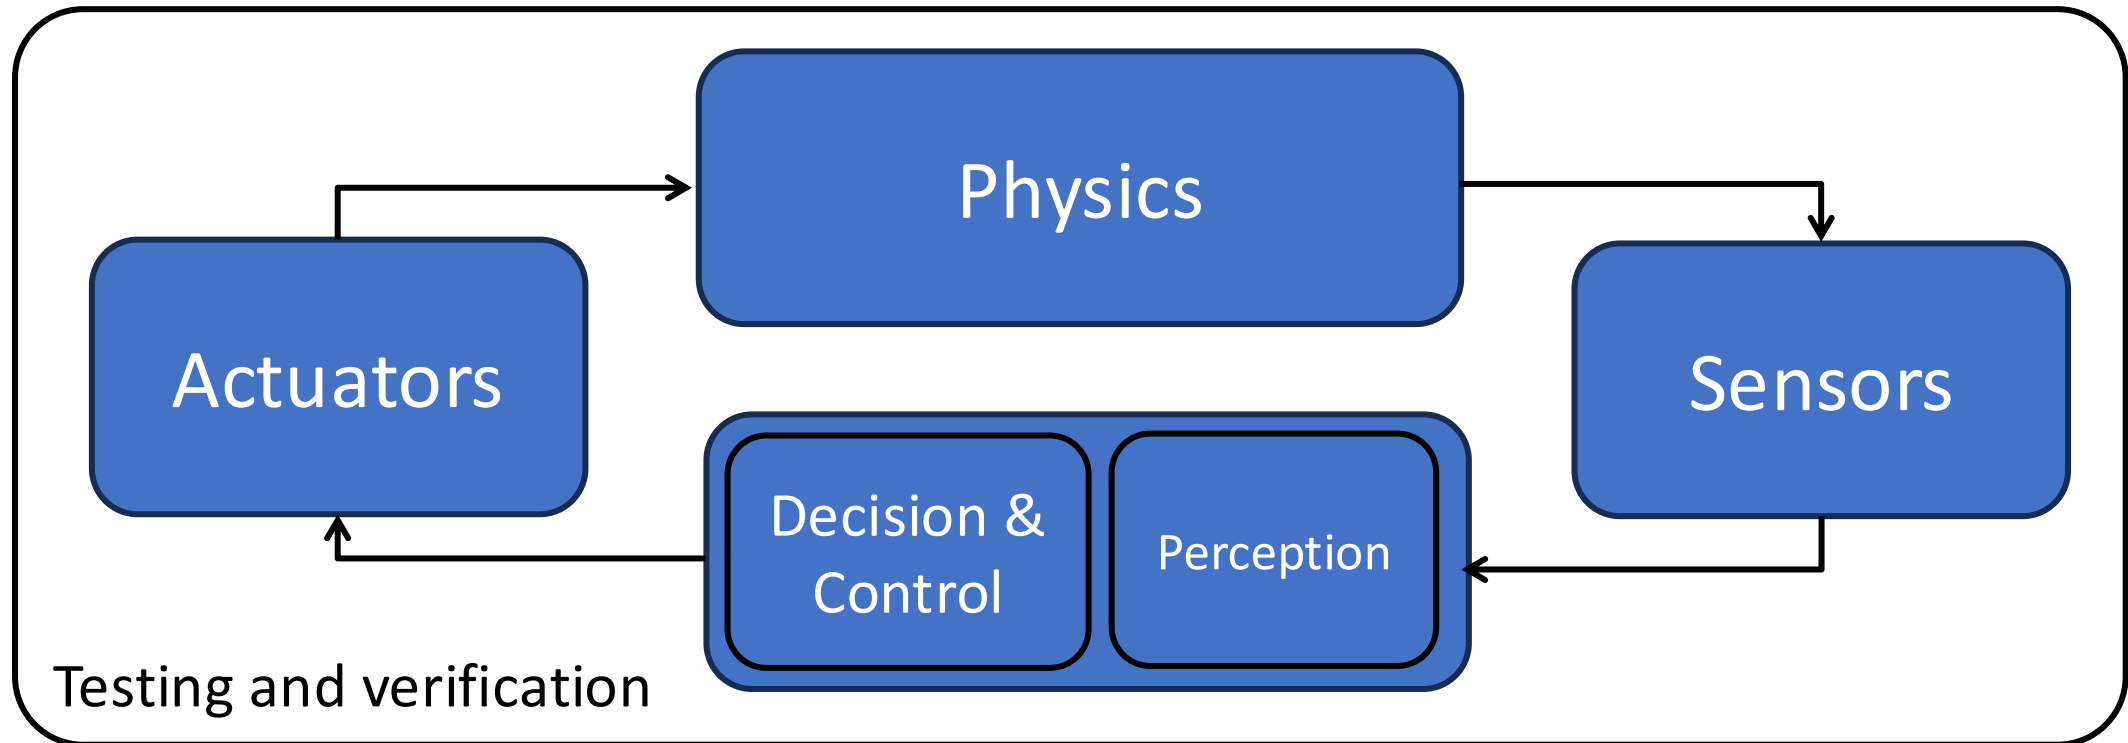 Physics
Actuators
Sensors
Decision &
Control
Perception
Testing and verification